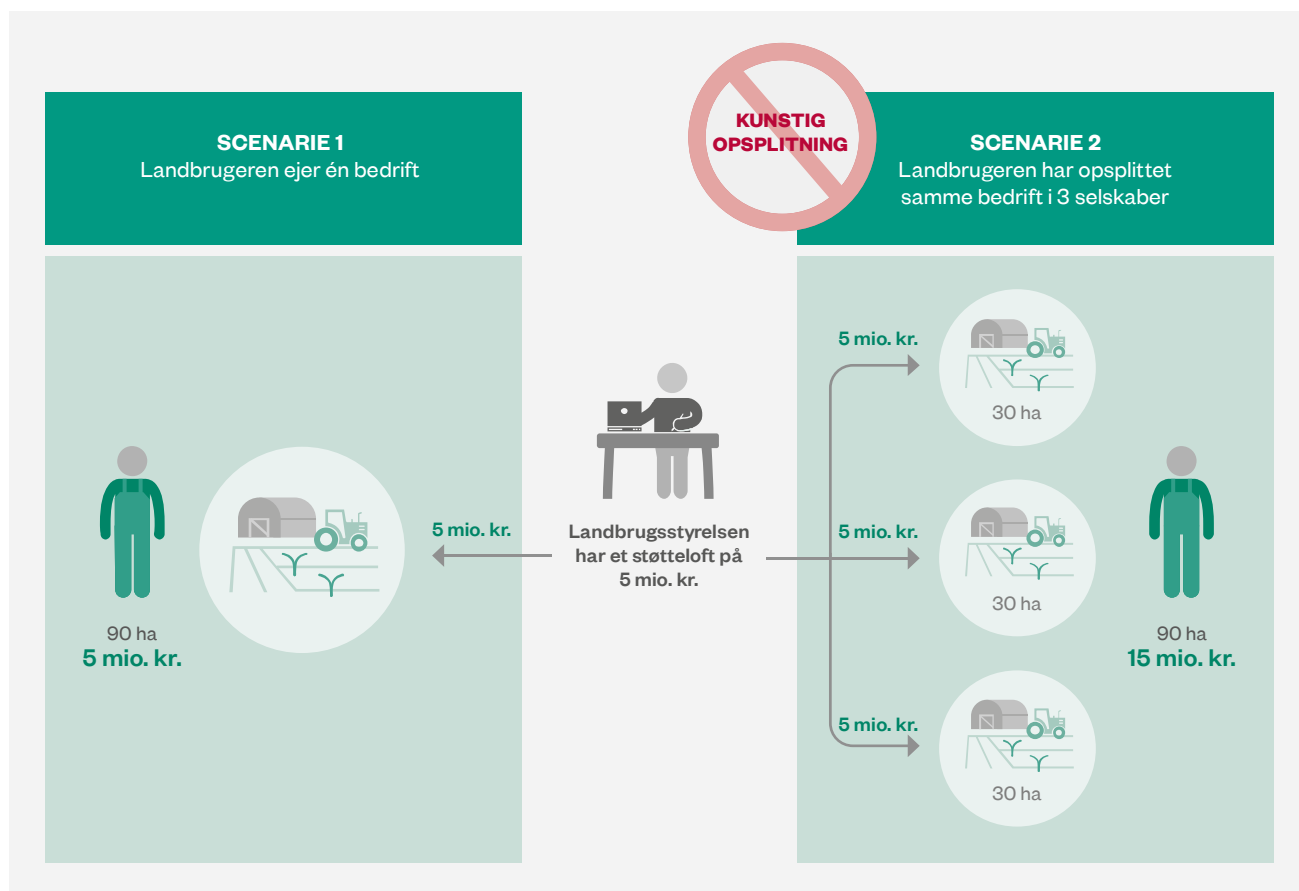 SCENARIE 1
Landbrugeren ejer én bedrift
5 mio. kr.
90 ha
5 mio. kr.
Landbrugsstyrelsen
har et støtteloft på
5 mio. kr.
KUNSTIG
OPSPLITNING
SCENARIE 2
Landbrugeren har opsplittet
samme bedrift i 3 selskaber
5 mio. kr.
30 ha
5 mio. kr.
30 ha
5 mio. kr.
30 ha
90 ha
15 mio. kr.